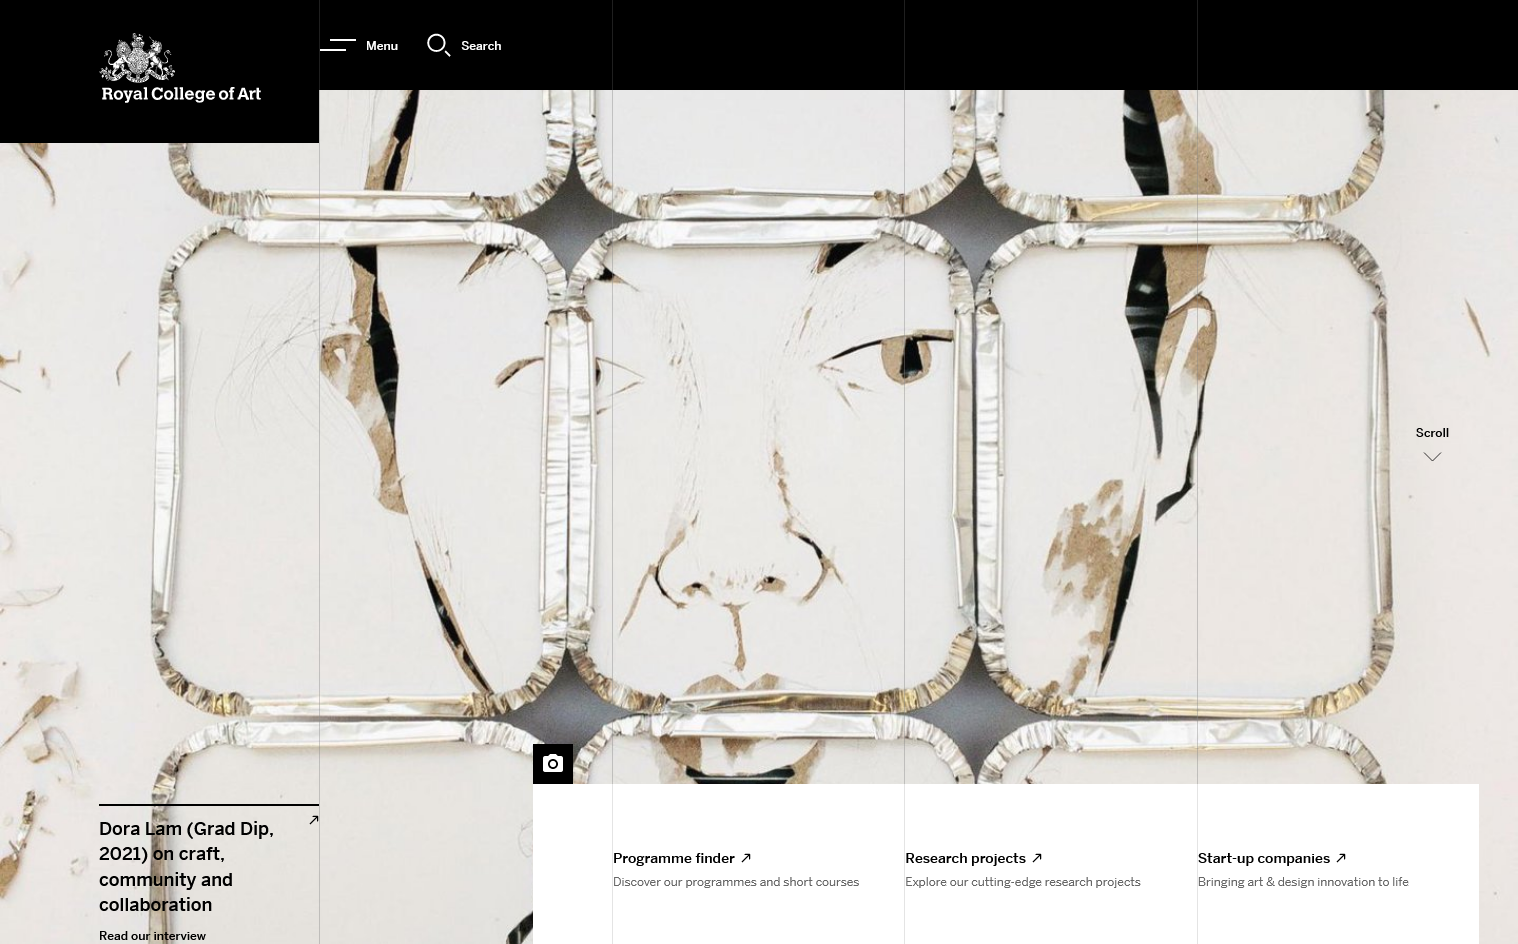 Royal College of Art
Menu
Search
Scroll
Dora Lam (Grad Dip,
2021) on craft,
community and
collaboration
Read our interview
Programme finder
Discover our programmes and short courses
Research projects
Explore our cutting-edge research projects
Start-up companies
Bringing art & design innovation to life